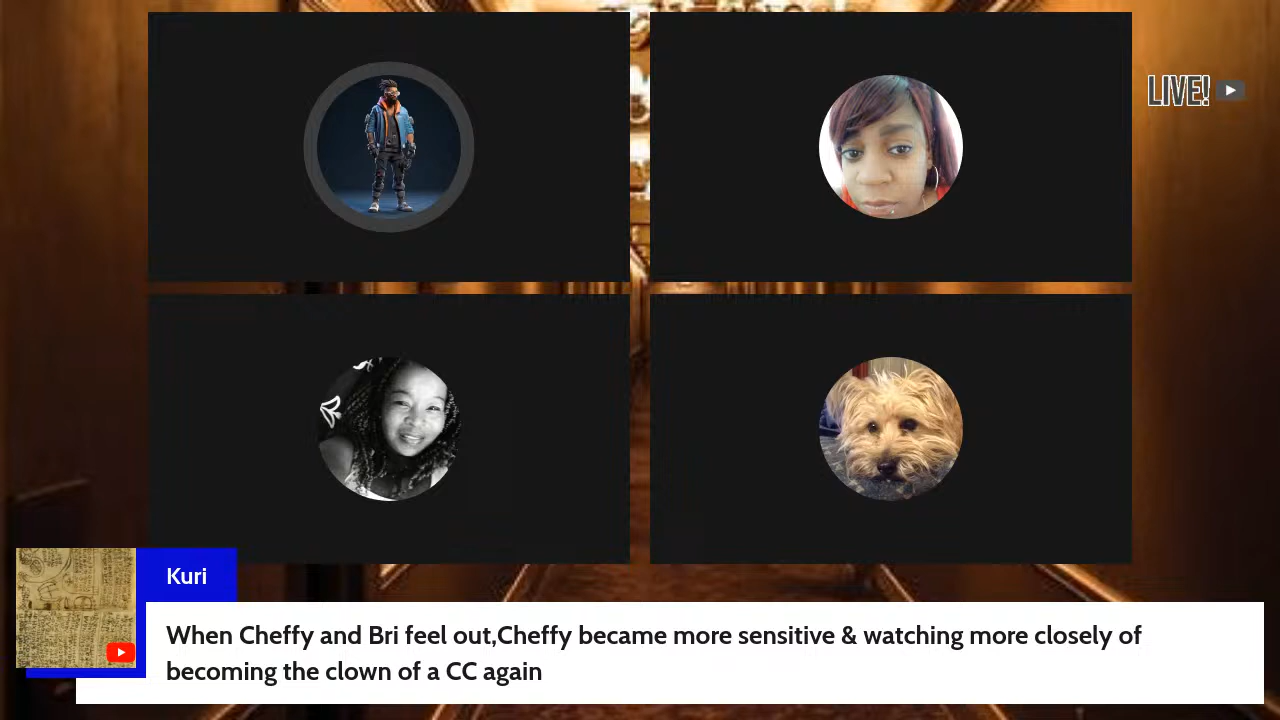 LIVE!
Kuri
When Cheffy and Bri feel out,Cheffy became more sensitive & watching more closely of
becoming the clown of a CC again